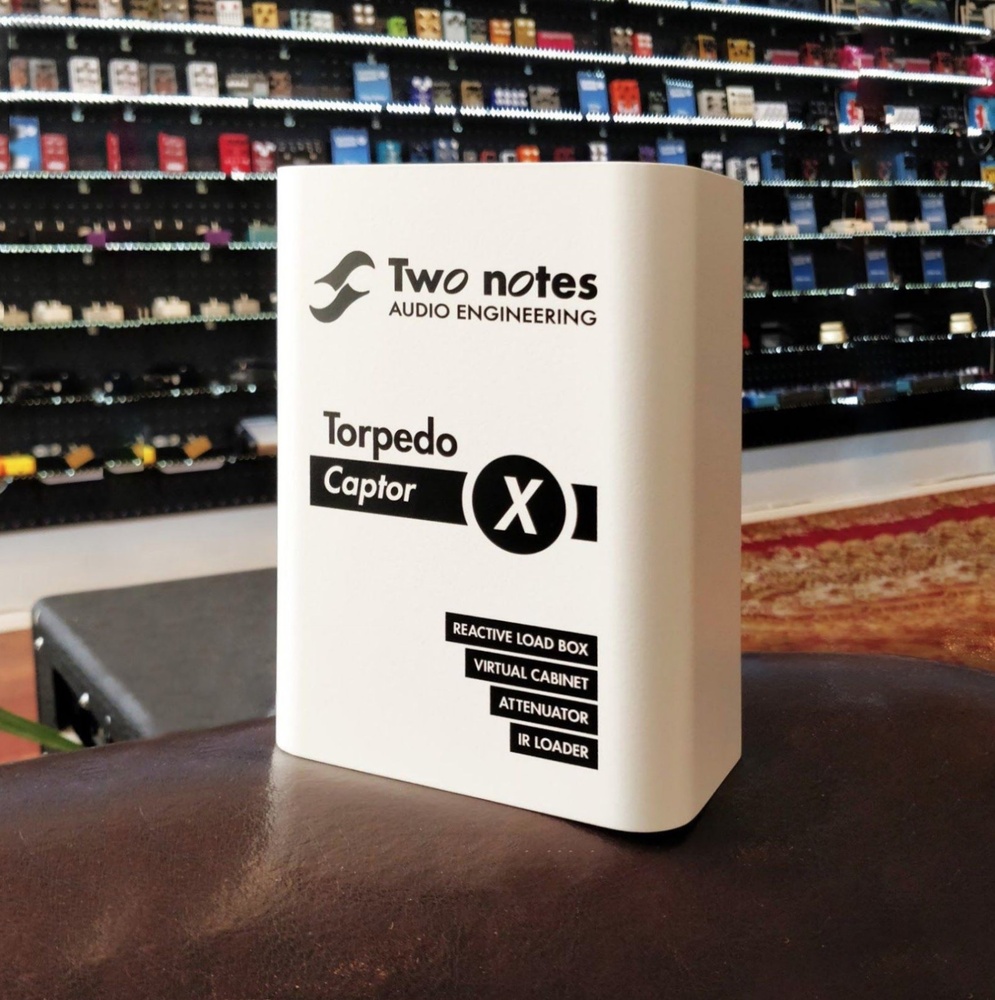 Two notes
AUDIO ENGINEERING
Torpedo
Captor X
REACTIVE LOAD BOX
VIRTUAL CABINET
ATTENUATOR
IR LOADER